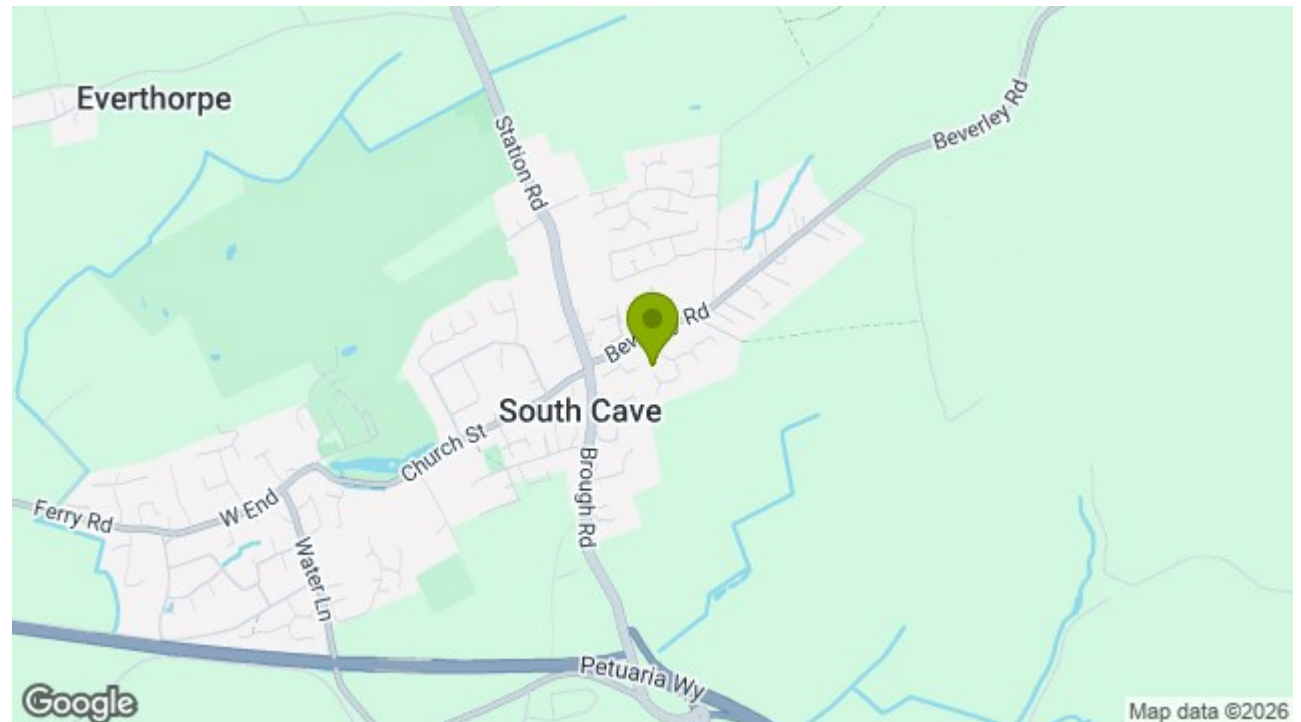 Everthorpe
Station Rd
Beverley Rd
Beverley Rd
South Cave
Church St
Brough Rd
W End
Ferry Rd
Water Ln
Petuaria Wy
Google
Map data ©2026